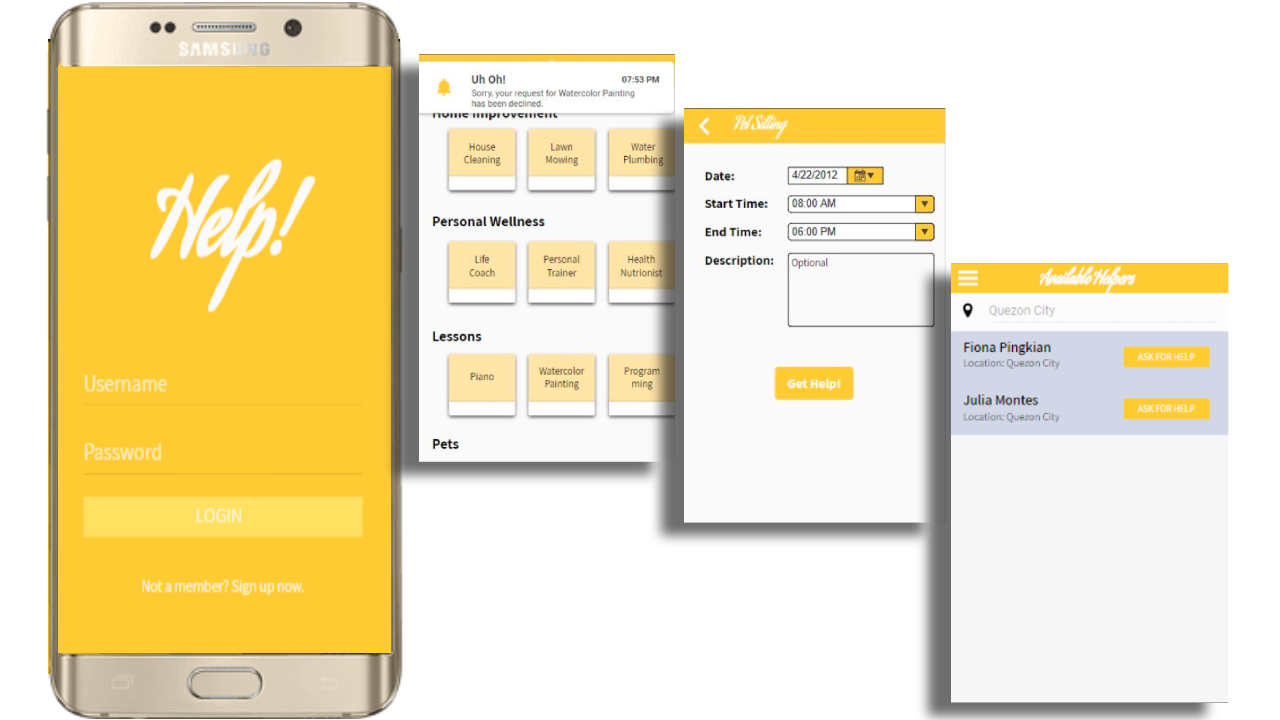 SAMSUNG
Help!
Username
Password
LOGIN
Not a member? Sign up now.
Uh Oh!
07:53 PM
Sorry, your request for Watercolor Painting
has been declined.
Home Improvement
House
Cleaning
Lawn
Mowing
Water
Plumbing
Personal Wellness
Life
Coach
Personal
Trainer
Health
Nutrionist
Lessons
Piano
Watercolor
Painting
Program
ming
Pets
Pet Sitting
Date:
4/22/2012
Start Time:
08:00 AM
End Time:
06:00 PM
Description:
Optional
Get Help!
Available Helpers
Quezon City
Fiona Pingkian
Location: Quezon City
ASK FOR HELP
Julia Montes
Location: Quezon City
ASK FOR HELP